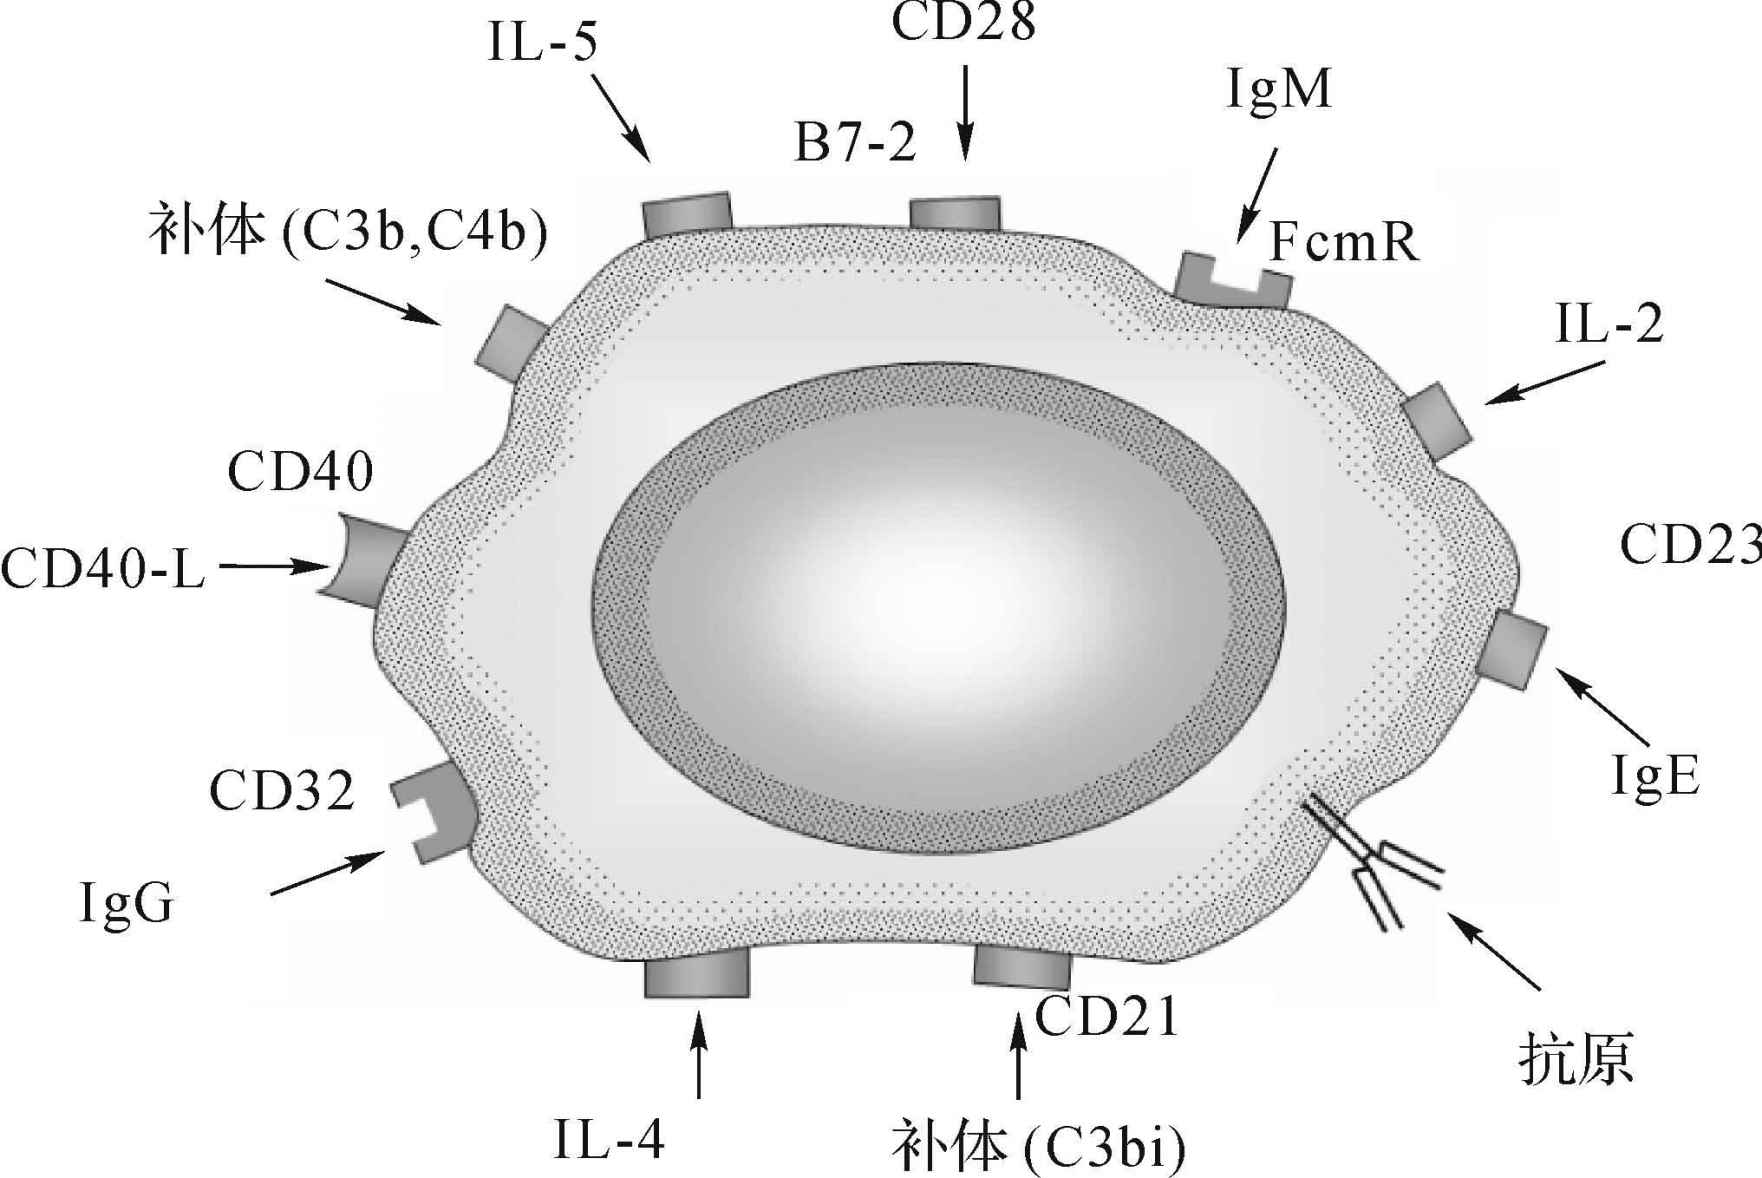 CD28
IL-5
IgM
B7-2
补体(C3b,C4b)
FcmR
IL-2
CD40
CD23
CD40-L
IgE
CD32
IgG
CD21
抗原
IL-4
补体(C3bi)